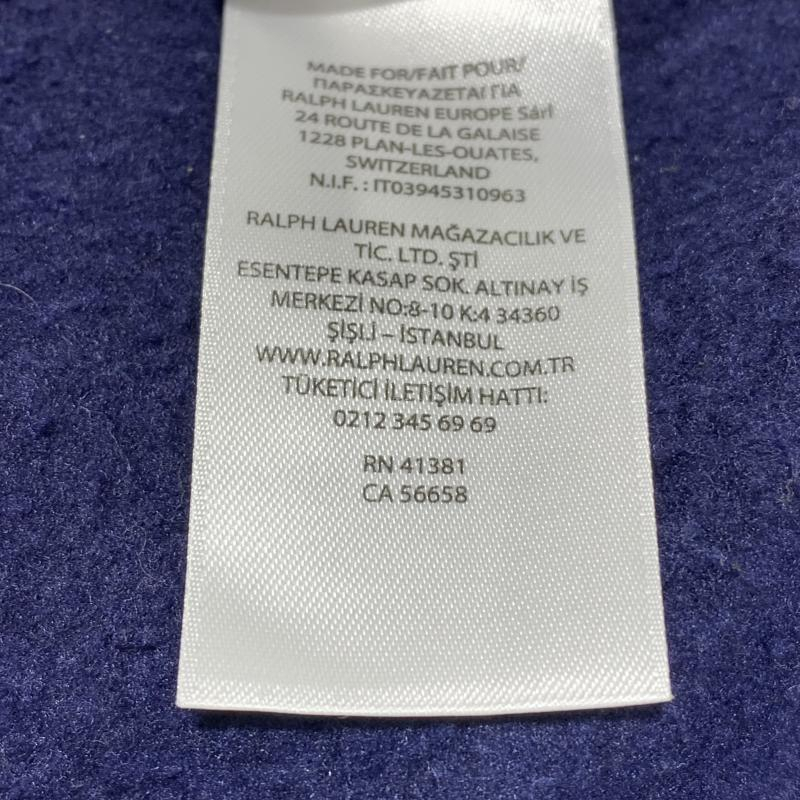 MADE FOR/FAIT POUR/
ΠΑΡΑΣΚΕΥΑΖΕΤΑΙ ΓΙΑ
RALPH LAUREN EUROPE Sárl
24 ROUTE DE LA GALAISE
1228 PLAN-LES-OUATES,
SWITZERLAND
N.I.F. : IT03945310963
RALPH LAUREN MAĞAZACILIK VE
TİC. LTD. ŞTİ
ESENTEPE KASAP SOK. ALTINAY İŞ
MERKEZİ NO:8-10 K:4 34360
ŞİŞLİ – İSTANBUL
WWW.RALPHLAUREN.COM.TR
TÜKETİCİ İLETİŞİM HATTI:
0212 345 69 69
RN 41381
CA 56658